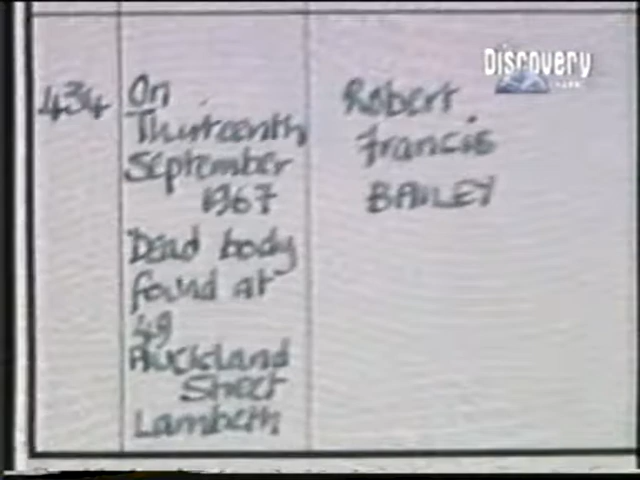 Discovery
434
On
Thirteenth
September
1967
Dead body
found at
49
Auckland
Street
Lambeth
Robert
Francis
BAILEY